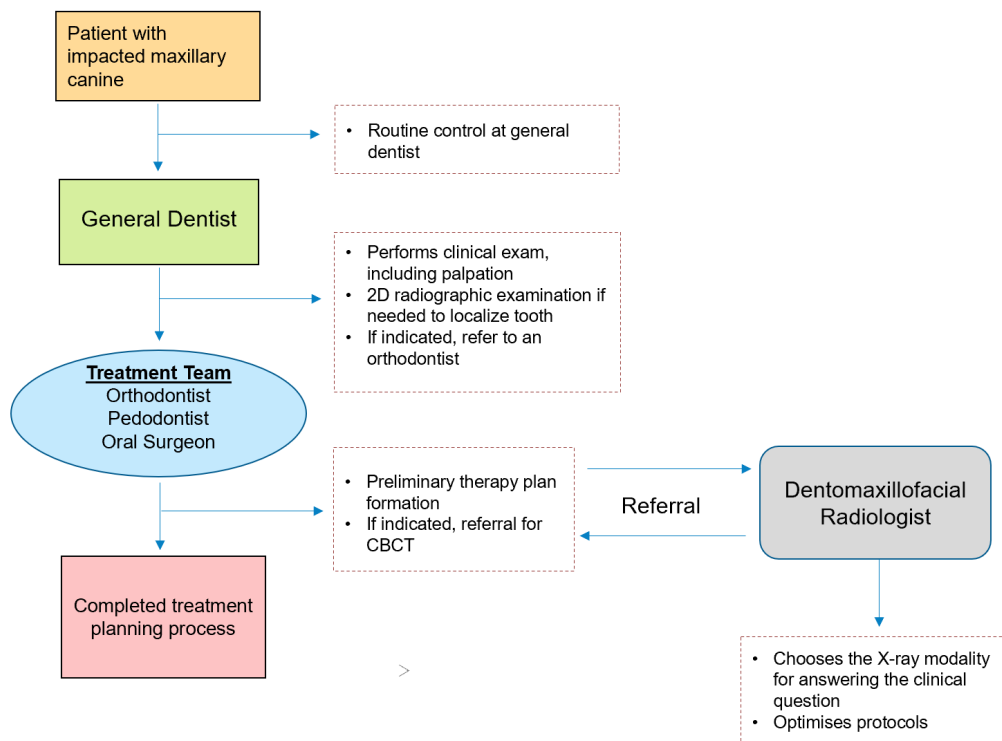 Patient with
impacted maxillary
canine
• Routine control at general
dentist
General Dentist
• Performs clinical exam,
including palpation
• 2D radiographic examination if
needed to localize tooth
• If indicated, refer to an
orthodontist
Treatment Team
Orthodontist
Pedodontist
Oral Surgeon
• Preliminary therapy plan
formation
• If indicated, referral for
CBCT
Referral
Dentomaxillofacial
Radiologist
Completed treatment
planning process
>
• Chooses the X-ray modality
for answering the clinical
question
• Optimises protocols